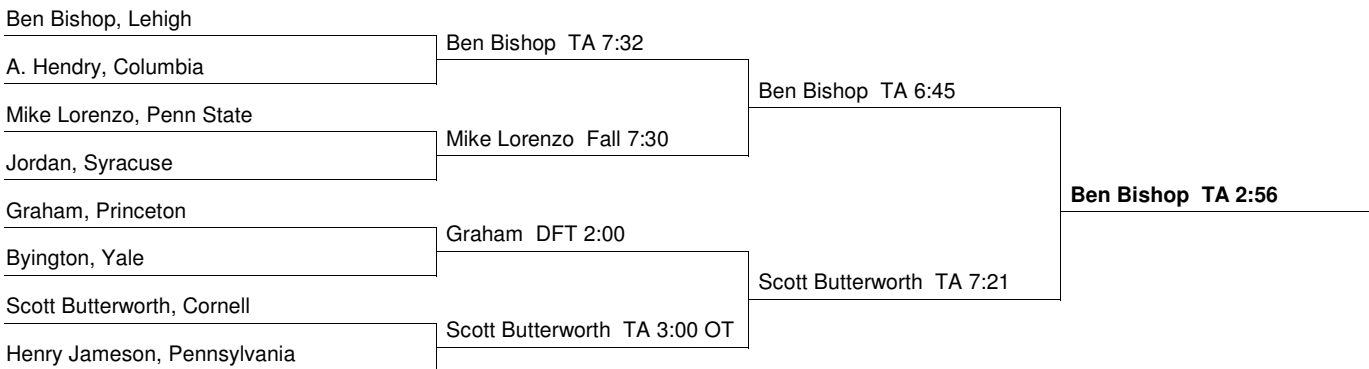 Ben Bishop, Lehigh
Ben Bishop  TA 7:32
A. Hendry, Columbia
Ben Bishop  TA 6:45
Mike Lorenzo, Penn State
Mike Lorenzo  Fall 7:30
Jordan, Syracuse
Ben Bishop  TA 2:56
Graham, Princeton
Graham  DFT 2:00
Byington, Yale
Scott Butterworth  TA 7:21
Scott Butterworth, Cornell
Scott Butterworth  TA 3:00 OT
Henry Jameson, Pennsylvania